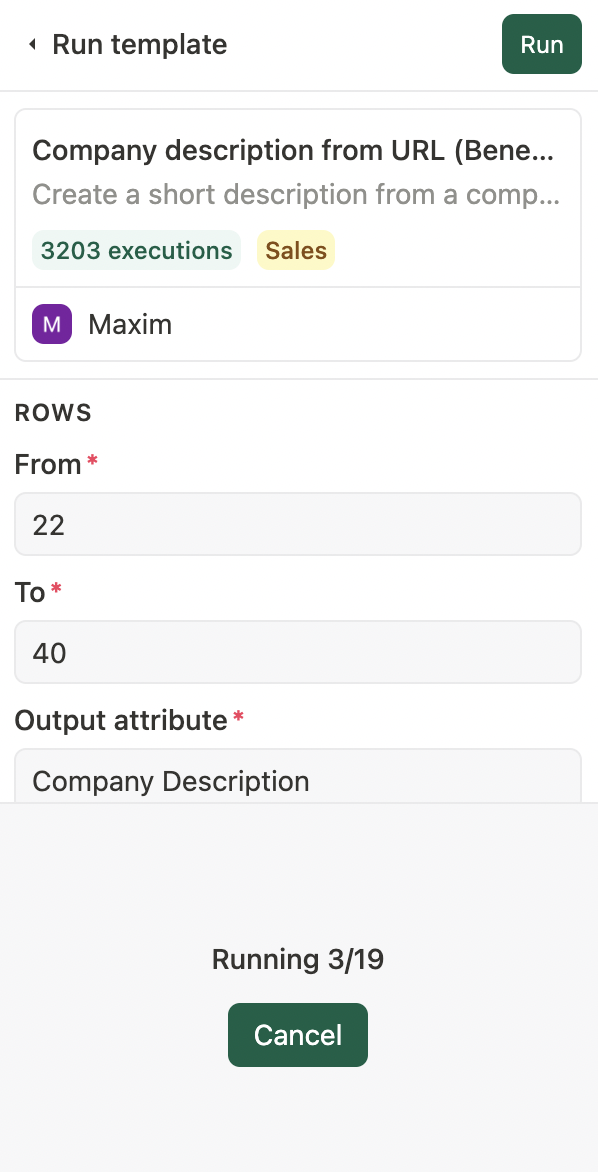 Run template
Run
Company description from URL (Bene...
Create a short description from a comp...
3203 executions
Sales
M
Maxim
ROWS
From *
22
To *
40
Output attribute *
Company Description
Running 3/19
Cancel